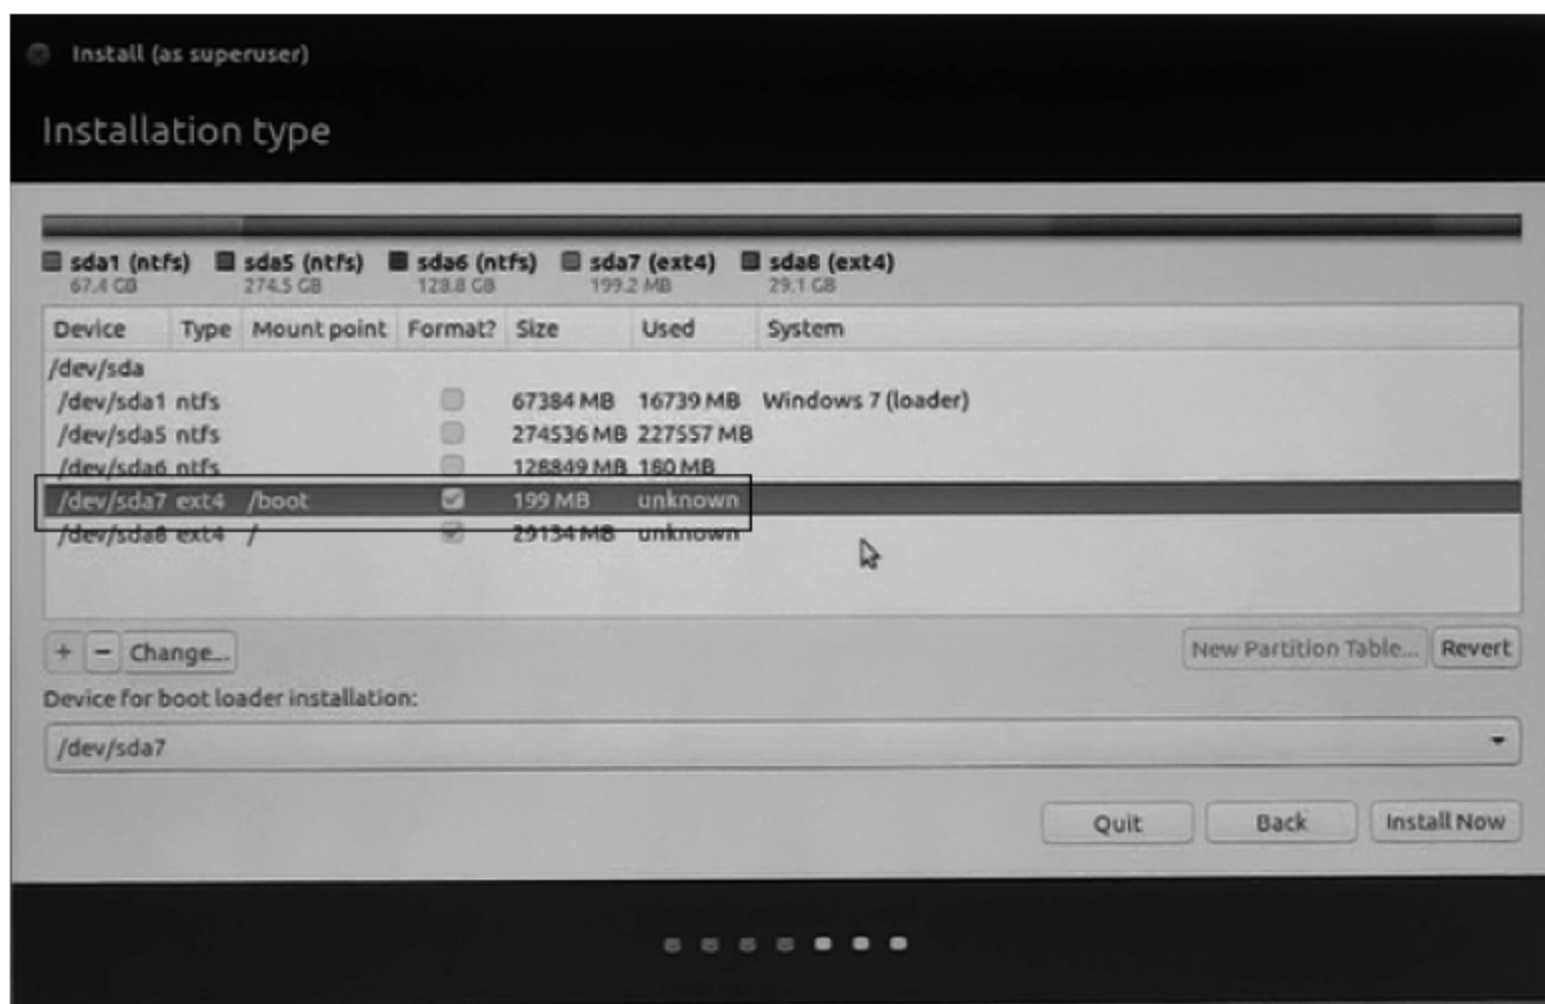 Install (as superuser)
Installation type
sda1 (ntfs) sda5 (ntfs) sda6 (ntfs) sda7 (ext4) sda8 (ext4)
67.4 GB 274.5 GB 128.8 GB 199.2 MB 29.1 GB
Device Type Mount point Format? Size Used System
/dev/sda
/dev/sda1 ntfs 67384 MB 16739 MB Windows 7 (loader)
/dev/sda5 ntfs 274536 MB 227557 MB
/dev/sda6 ntfs 128849 MB 180 MB
/dev/sda7 ext4 /boot 199 MB unknown
/dev/sda8 ext4 / 29134 MB unknown
+ − Change... New Partition Table... Revert
Device for boot loader installation:
/dev/sda7
Quit Back Install Now